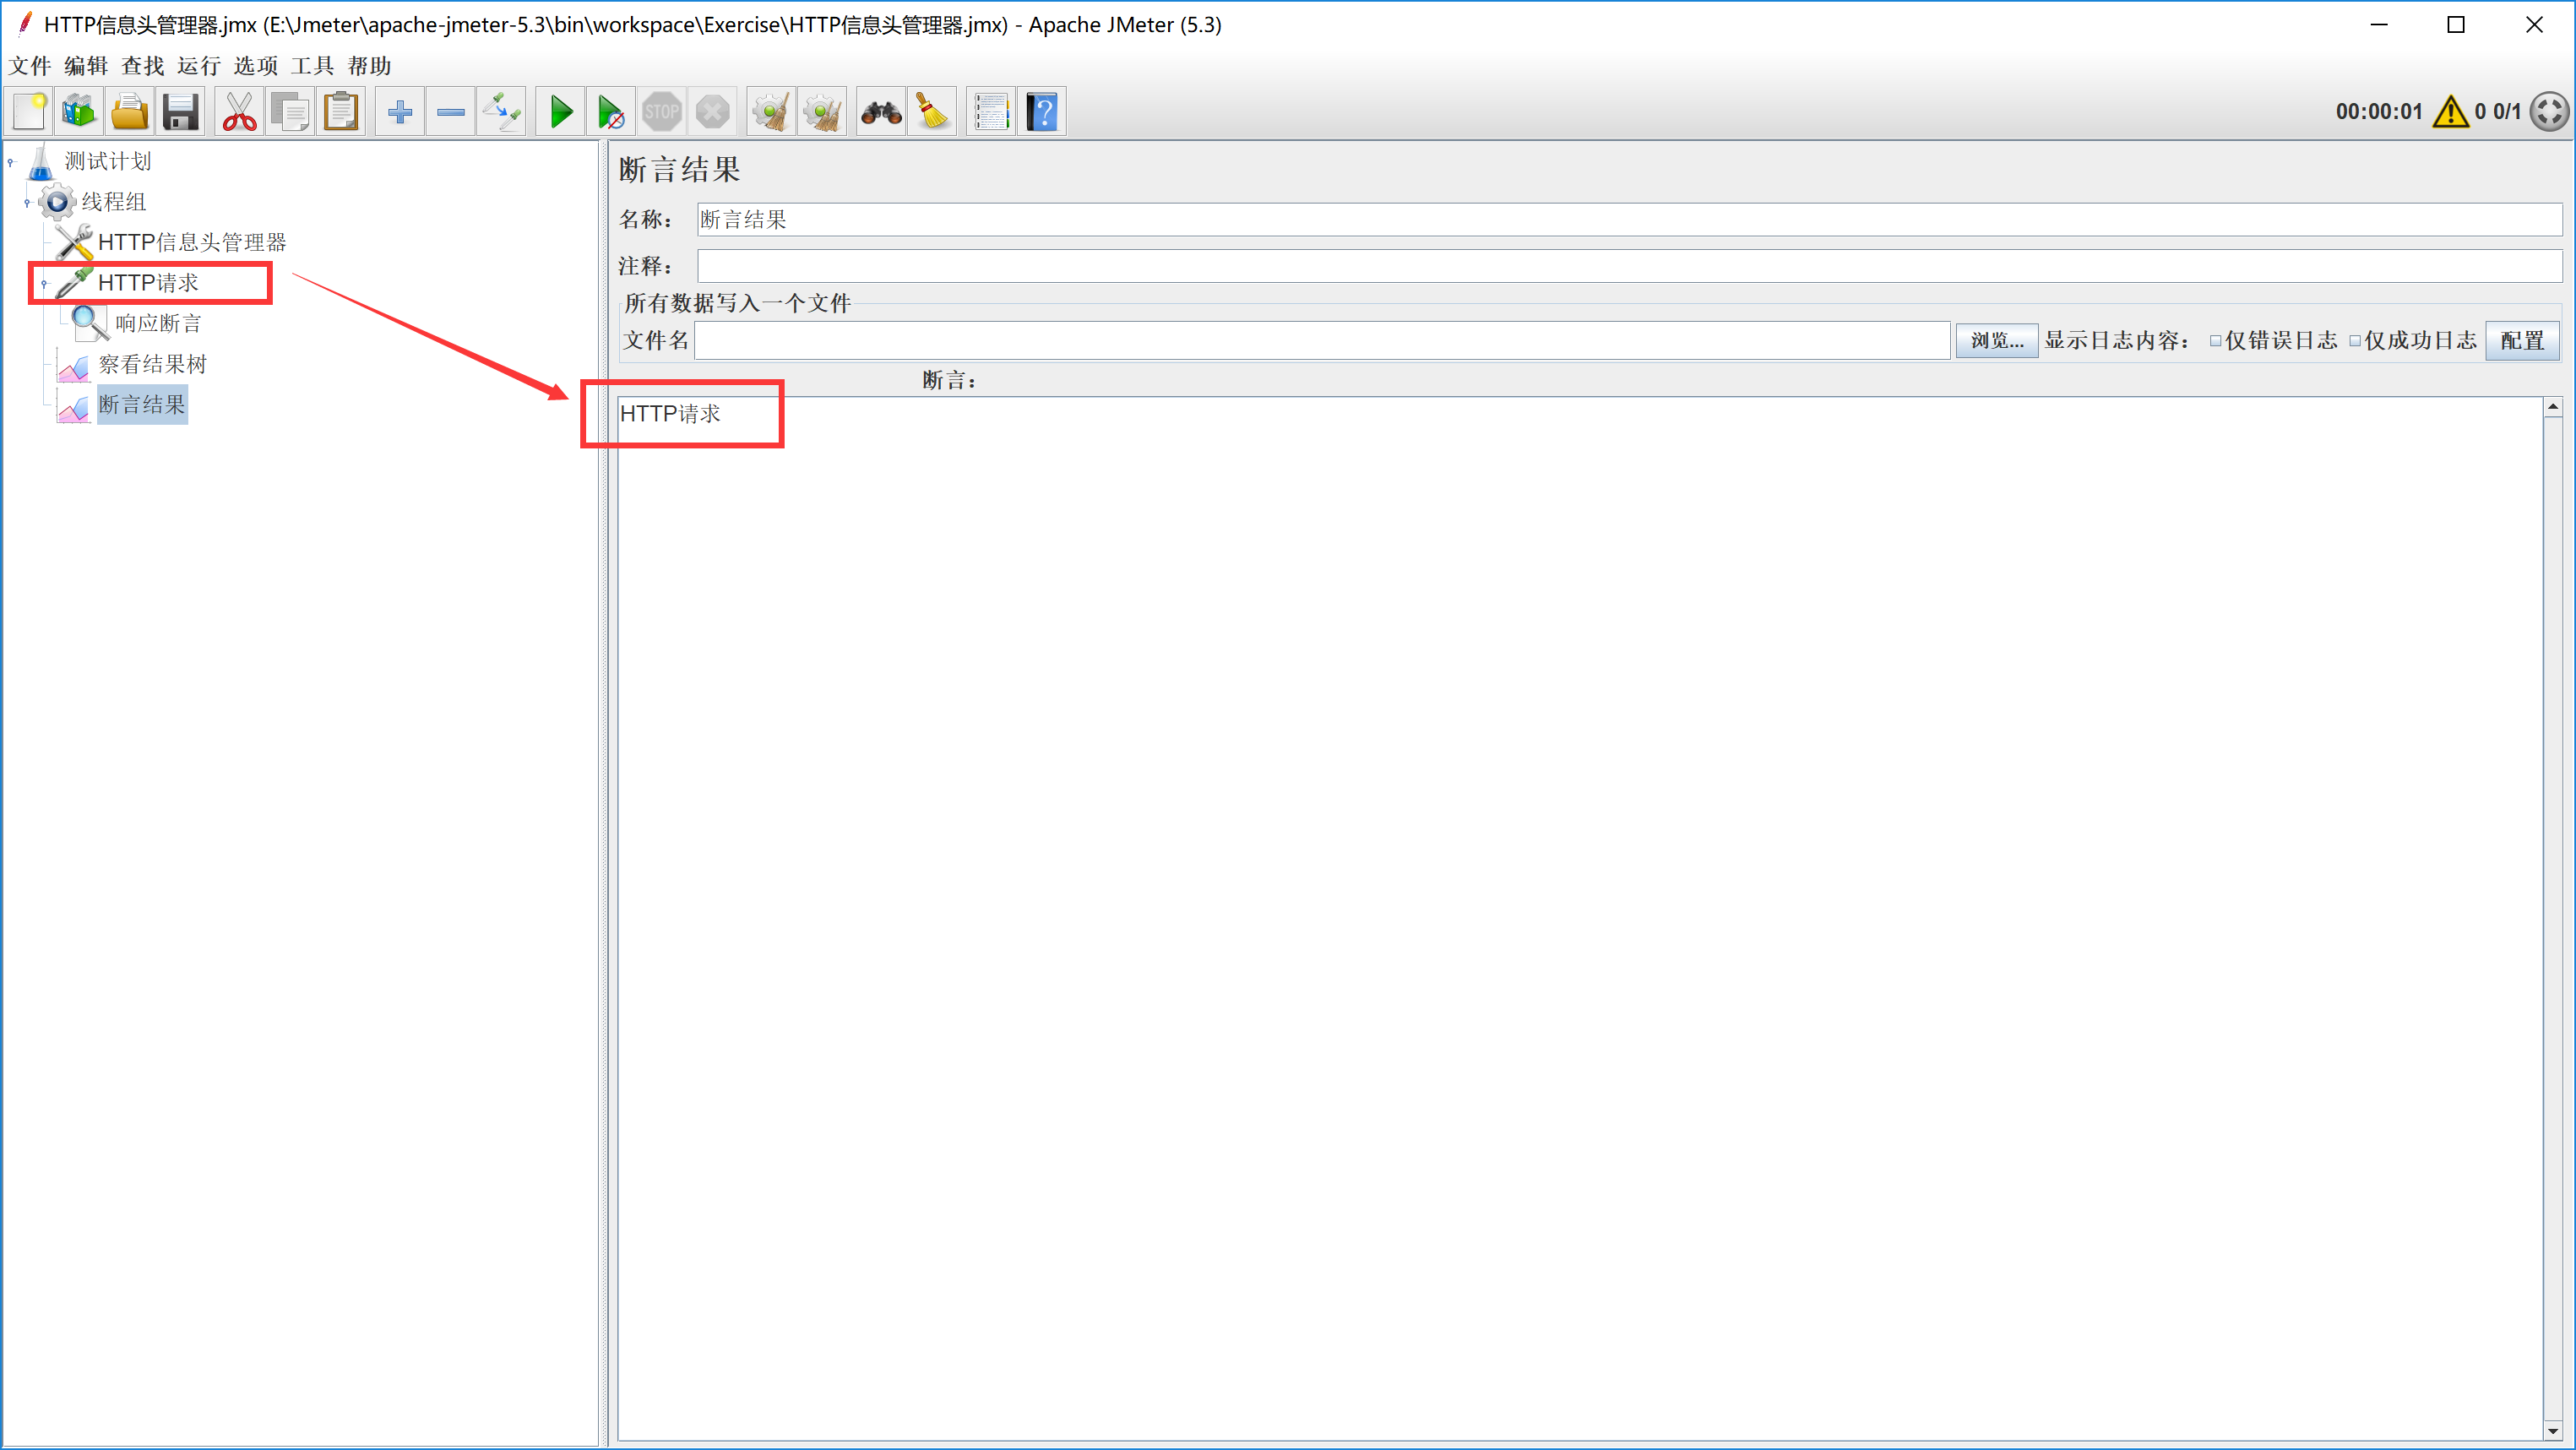 HTTP信息头管理器.jmx (E:\Jmeter\apache-jmeter-5.3\bin\workspace\Exercise\HTTP信息头管理器.jmx) - Apache JMeter (5.3)
文件 编辑 查找 运行 选项 工具 帮助
STOP
00:00:01 0 0/1
测试计划
线程组
HTTP信息头管理器
HTTP请求
响应断言
察看结果树
断言结果
断言结果
名称： 断言结果
注释：
所有数据写入一个文件
文件名 浏览... 显示日志内容： 仅错误日志 仅成功日志 配置
断言：
HTTP请求